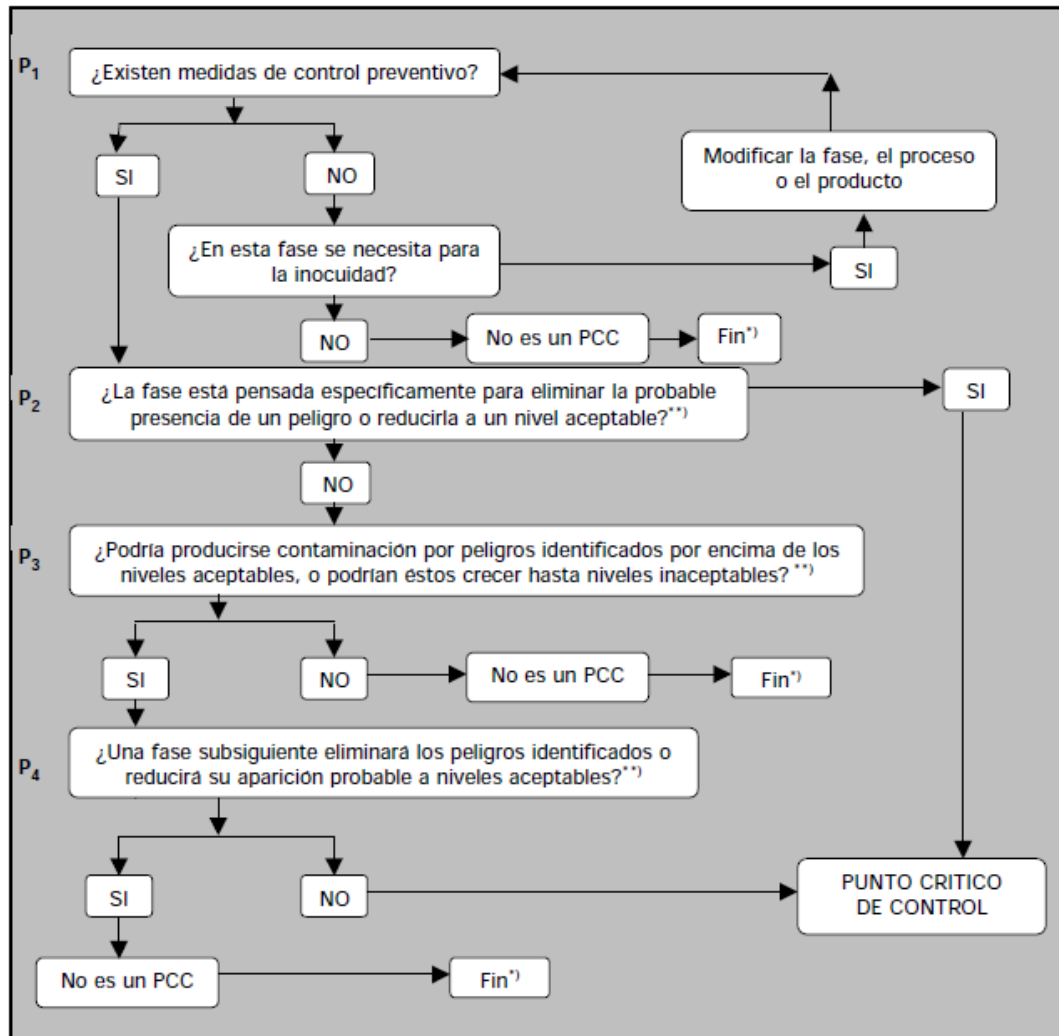 P1
¿Existen medidas de control preventivo?
SI
NO
Modificar la fase, el proceso
o el producto
¿En esta fase se necesita para
la inocuidad?
SI
NO
No es un PCC
Fin*)
P2
¿La fase está pensada específicamente para eliminar la probable
presencia de un peligro o reducirla a un nivel aceptable?**)
SI
NO
P3
¿Podría producirse contaminación por peligros identificados por encima de los
niveles aceptables, o podrían éstos crecer hasta niveles inaceptables? **)
SI
NO
No es un PCC
Fin*)
P4
¿Una fase subsiguiente eliminará los peligros identificados o
reducirá su aparición probable a niveles aceptables?**)
SI
NO
PUNTO CRITICO
DE CONTROL
No es un PCC
Fin*)